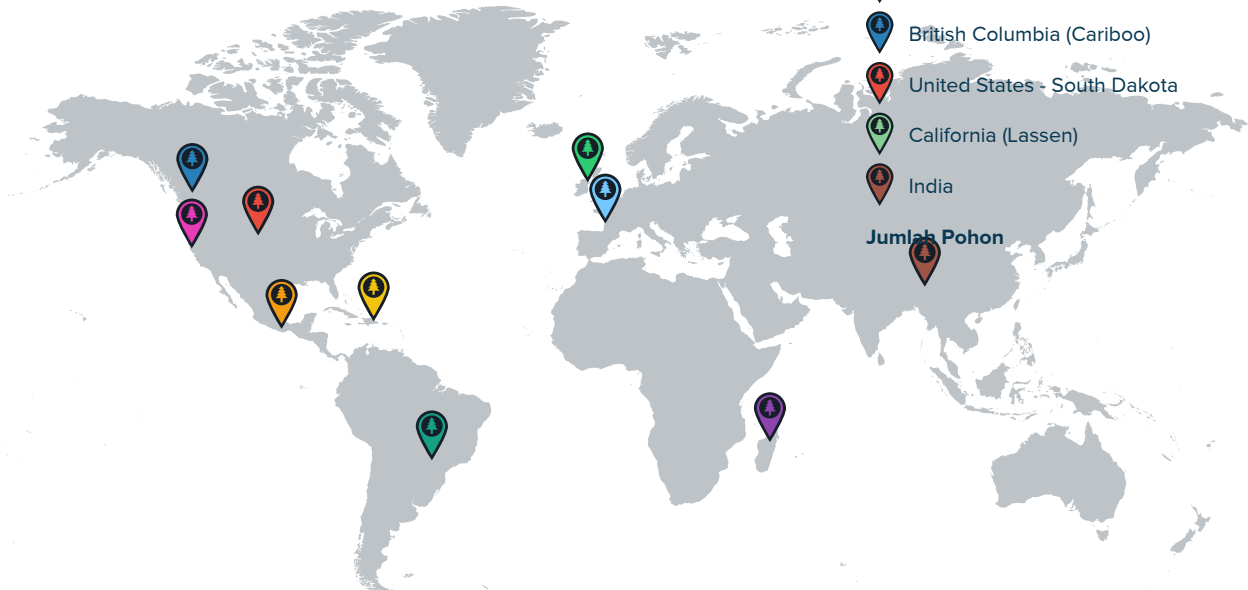 British Columbia (Cariboo)
United States - South Dakota
California (Lassen)
India
Jumlah Pohon